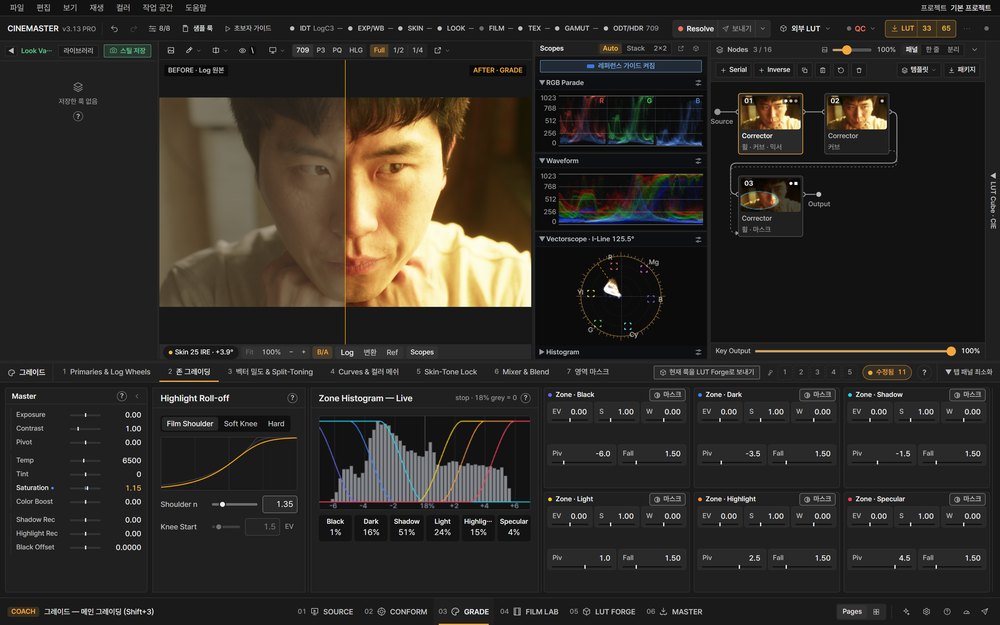 파일 편집 보기 재생 컬러 작업 공간 도움말 프로젝트 기본 프로젝트
CINEMASTER v3.13 PRO 8/8 샘플 룩 초보자 가이드 IDT LogC3 EXP/WB SKIN LOOK FILM TEX GAMUT ODT/HDR 709 Resolve 보내기 외부 LUT QC LUT 33 65
Look Va··· 라이브러리 스틸 저장
709 P3 PQ HLG Full 1/2 1/4
Scopes Auto Stack 2×2
Nodes 3 / 16 100% 패널 한 줄 분리
저장한 룩 없음
?
BEFORE · Log 원본 AFTER · GRADE
레퍼런스 가이드 켜짐
RGB Parade
1023
768
512
256
0
R G B
Waveform
1023
768
512
256
0
Vectorscope · I-Line 125.5°
R Mg B Cy G Yl
Histogram
+ Serial + Inverse 템플릿 패키지
Source
01
Corrector
휠 · 커브 · 믹서
02
Corrector
커브
03
Corrector
휠 · 마스크
Output
LUT Cube · CIE
Key Output 100%
Skin 25 IRE · +3.9° Fit 100% − + B/A Log 변환 Ref Scopes
그레이드 1 Primaries & Log Wheels 2 존 그레이딩 3 벡터 밀도 & Split-Toning 4 Curves & 컬러 메쉬 5 Skin-Tone Lock 6 Mixer & Blend 7 영역 마스크 현재 룩을 LUT Forge로 보내기 1 2 3 4 5 수정됨 11 ? 탭 패널 최소화
Master ?
Exposure 0.00
Contrast 1.00
Pivot 0.00
Temp 6500
Tint 0
Saturation 1.15
Color Boost 0.00
Shadow Rec 0.00
Highlight Rec 0.00
Black Offset 0.0000
Highlight Roll-off ?
Film Shoulder Soft Knee Hard
Shoulder n 1.35
Knee Start 1.5 EV
Zone Histogram — Live stop · 18% grey = 0 ?
-6 -4 -2 18% +2 +4 +6
Black 1%
Dark 16%
Shadow 51%
Light 24%
Highlig··· 15%
Specular 4%
Zone · Black 마스크
EV 0.00 S 1.00 W 0.00
Piv -6.0 Fall 1.50
Zone · Dark 마스크
EV 0.00 S 1.00 W 0.00
Piv -3.5 Fall 1.50
Zone · Shadow 마스크
EV 0.00 S 1.00 W 0.00
Piv -1.5 Fall 1.50
Zone · Light 마스크
EV 0.00 S 1.00 W 0.00
Piv 1.0 Fall 1.50
Zone · Highlight 마스크
EV 0.00 S 1.00 W 0.00
Piv 2.5 Fall 1.50
Zone · Specular 마스크
EV 0.00 S 1.00 W 0.00
Piv 4.5 Fall 1.50
COACH 그레이드 — 메인 그레이딩 (Shift+3) 01 SOURCE 02 CONFORM 03 GRADE 04 FILM LAB 05 LUT FORGE 06 MASTER Pages